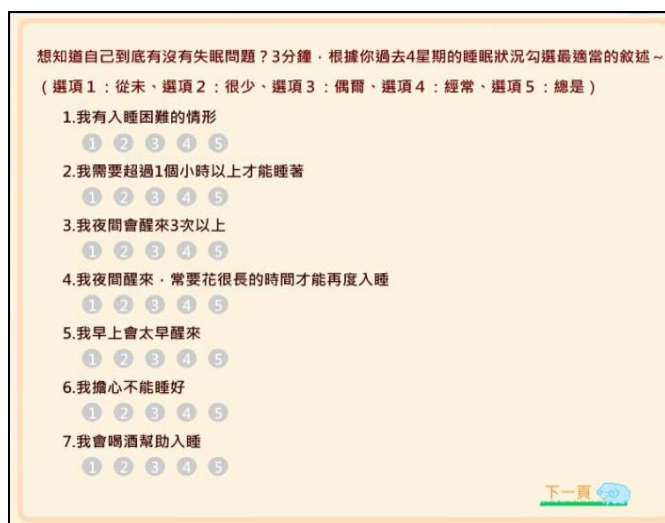 想知道自己到底有沒有失眠問題？3分鐘，根據你過去4星期的睡眠狀況勾選最適當的敘述～
（選項1：從未、選項2：很少、選項3：偶爾、選項4：經常、選項5：總是）
1.我有入睡困難的情形
1 2 3 4 5
2.我需要超過1個小時以上才能睡著
1 2 3 4 5
3.我夜間會醒來3次以上
1 2 3 4 5
4.我夜間醒來，常要花很長的時間才能再度入睡
1 2 3 4 5
5.我早上會太早醒來
1 2 3 4 5
6.我擔心不能睡好
1 2 3 4 5
7.我會喝酒幫助入睡
1 2 3 4 5
下一頁